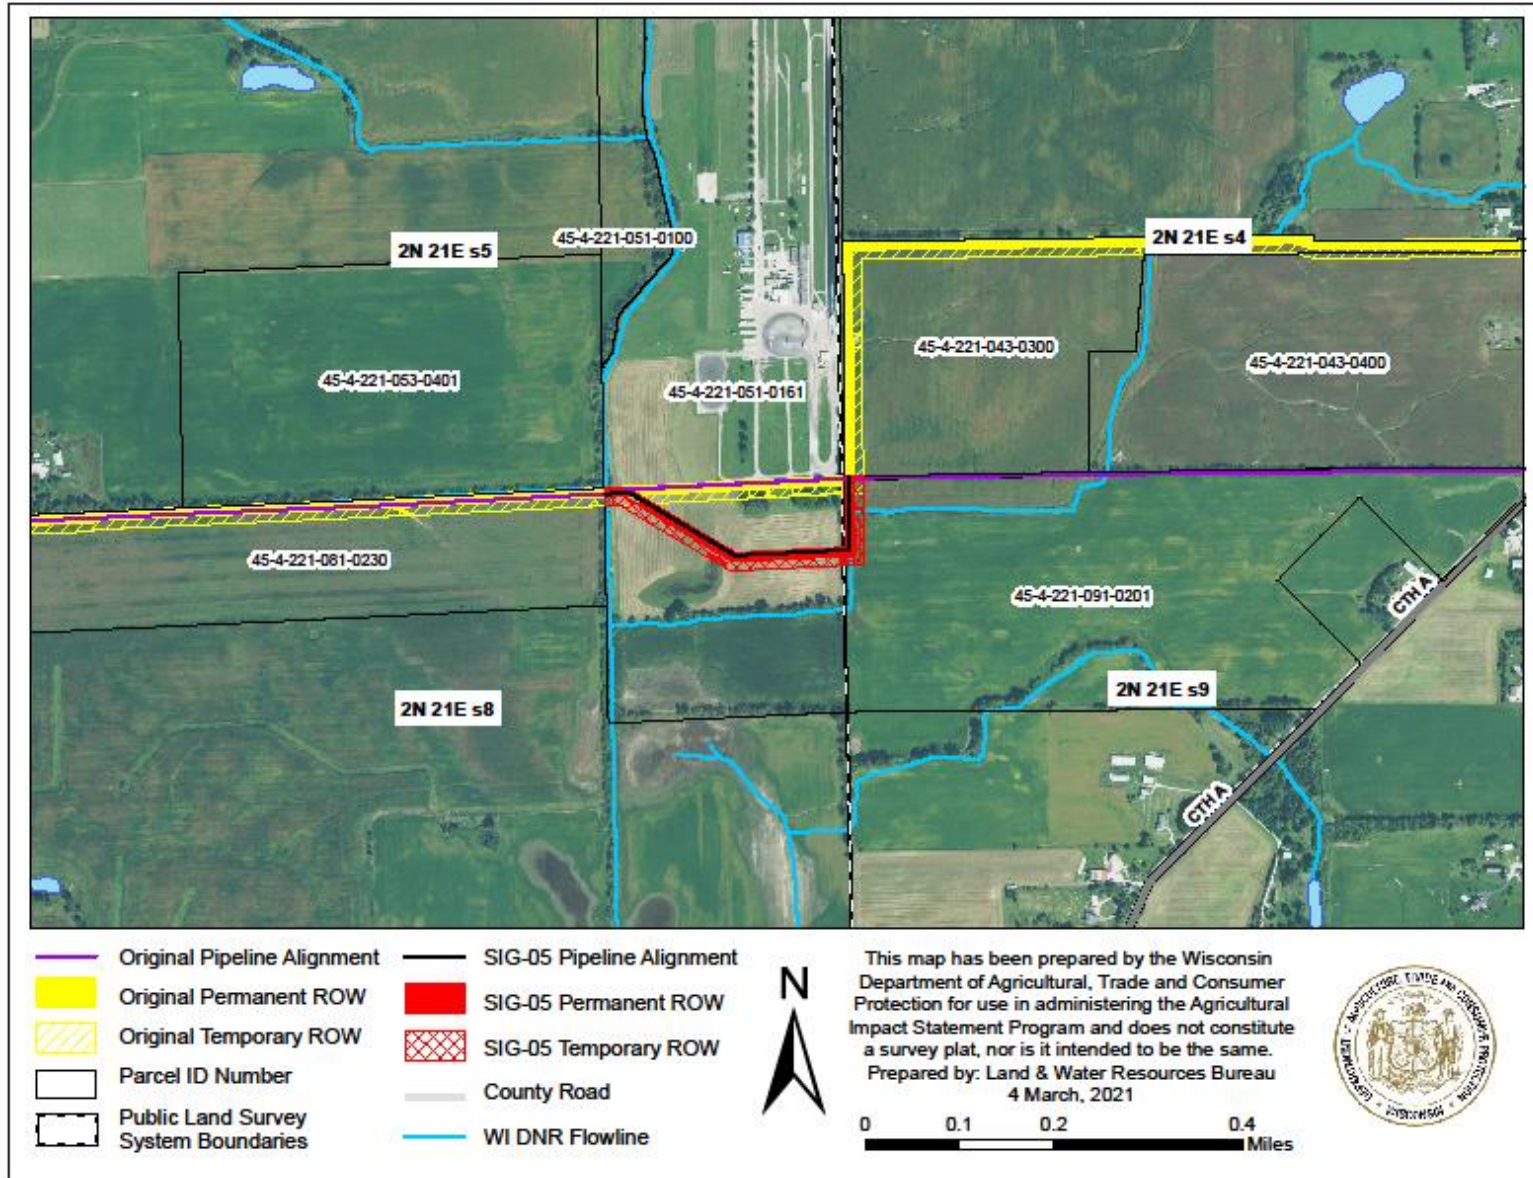 2N 21E s5
45-4-221-051-0100
2N 21E s4
45-4-221-053-0401
45-4-221-051-0161
45-4-221-043-0300
45-4-221-043-0400
45-4-221-081-0230
45-4-221-091-0201
CTH A
2N 21E s8
2N 21E s9
CTH A
Original Pipeline Alignment
Original Permanent ROW
Original Temporary ROW
Parcel ID Number
Public Land Survey
System Boundaries
SIG-05 Pipeline Alignment
SIG-05 Permanent ROW
SIG-05 Temporary ROW
County Road
WI DNR Flowline
N
This map has been prepared by the Wisconsin
Department of Agricultural, Trade and Consumer
Protection for use in administering the Agricultural
Impact Statement Program and does not constitute
a survey plat, nor is it intended to be the same.
Prepared by: Land & Water Resources Bureau
4 March, 2021
0 0.1 0.2 0.4
Miles